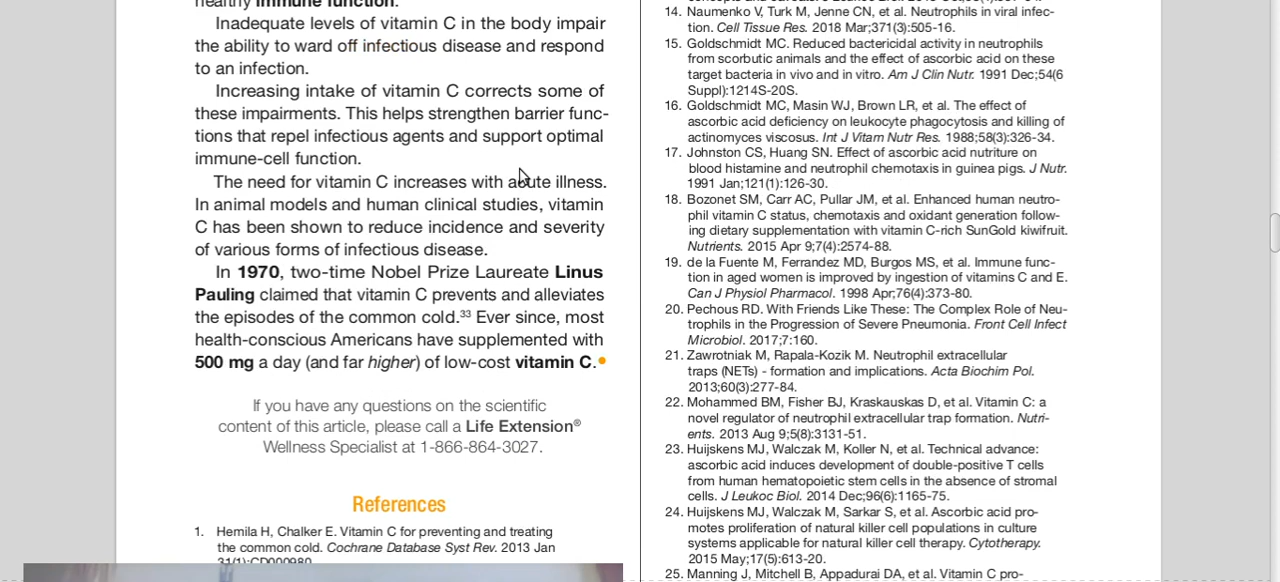 healthy immune function.
Inadequate levels of vitamin C in the body impair
the ability to ward off infectious disease and respond
to an infection.
Increasing intake of vitamin C corrects some of
these impairments. This helps strengthen barrier func-
tions that repel infectious agents and support optimal
immune-cell function.
The need for vitamin C increases with acute illness.
In animal models and human clinical studies, vitamin
C has been shown to reduce incidence and severity
of various forms of infectious disease.
In 1970, two-time Nobel Prize Laureate Linus
Pauling claimed that vitamin C prevents and alleviates
the episodes of the common cold.33 Ever since, most
health-conscious Americans have supplemented with
500 mg a day (and far higher) of low-cost vitamin C.
If you have any questions on the scientific
content of this article, please call a Life Extension®
Wellness Specialist at 1-866-864-3027.
References
1. Hemila H, Chalker E. Vitamin C for preventing and treating
the common cold. Cochrane Database Syst Rev. 2013 Jan
31(1):CD000980.
14. Naumenko V, Turk M, Jenne CN, et al. Neutrophils in viral infec-
tion. Cell Tissue Res. 2018 Mar;371(3):505-16.
15. Goldschmidt MC. Reduced bactericidal activity in neutrophils
from scorbutic animals and the effect of ascorbic acid on these
target bacteria in vivo and in vitro. Am J Clin Nutr. 1991 Dec;54(6
Suppl):1214S-20S.
16. Goldschmidt MC, Masin WJ, Brown LR, et al. The effect of
ascorbic acid deficiency on leukocyte phagocytosis and killing of
actinomyces viscosus. Int J Vitam Nutr Res. 1988;58(3):326-34.
17. Johnston CS, Huang SN. Effect of ascorbic acid nutriture on
blood histamine and neutrophil chemotaxis in guinea pigs. J Nutr.
1991 Jan;121(1):126-30.
18. Bozonet SM, Carr AC, Pullar JM, et al. Enhanced human neutro-
phil vitamin C status, chemotaxis and oxidant generation follow-
ing dietary supplementation with vitamin C-rich SunGold kiwifruit.
Nutrients. 2015 Apr 9;7(4):2574-88.
19. de la Fuente M, Ferrandez MD, Burgos MS, et al. Immune func-
tion in aged women is improved by ingestion of vitamins C and E.
Can J Physiol Pharmacol. 1998 Apr;76(4):373-80.
20. Pechous RD. With Friends Like These: The Complex Role of Neu-
trophils in the Progression of Severe Pneumonia. Front Cell Infect
Microbiol. 2017;7:160.
21. Zawrotniak M, Rapala-Kozik M. Neutrophil extracellular
traps (NETs) - formation and implications. Acta Biochim Pol.
2013;60(3):277-84.
22. Mohammed BM, Fisher BJ, Kraskauskas D, et al. Vitamin C: a
novel regulator of neutrophil extracellular trap formation. Nutri-
ents. 2013 Aug 9;5(8):3131-51.
23. Huijskens MJ, Walczak M, Koller N, et al. Technical advance:
ascorbic acid induces development of double-positive T cells
from human hematopoietic stem cells in the absence of stromal
cells. J Leukoc Biol. 2014 Dec;96(6):1165-75.
24. Huijskens MJ, Walczak M, Sarkar S, et al. Ascorbic acid pro-
motes proliferation of natural killer cell populations in culture
systems applicable for natural killer cell therapy. Cytotherapy.
2015 May;17(5):613-20.
25. Manning J, Mitchell B, Appadurai DA, et al. Vitamin C pro-